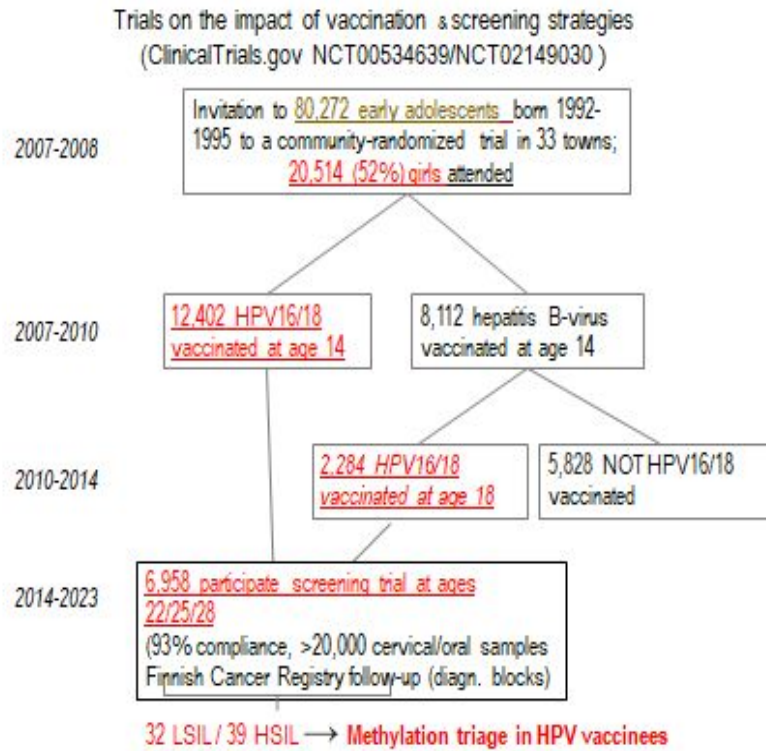 Trials on the impact of vaccination & screening strategies
(ClinicalTrials.gov NCT00534639/NCT02149030 )
2007-2008
Invitation to 80,272 early adolescents born 1992-
1995 to a community-randomized trial in 33 towns;
20,514 (52%) girls attended
2007-2010
12,402 HPV16/18
vaccinated at age 14
8,112 hepatitis B-virus
vaccinated at age 14
2010-2014
2,284 HPV16/18
vaccinated at age 18
5,828 NOT HPV16/18
vaccinated
2014-2023
6,958 participate screening trial at ages
22/25/28
(93% compliance, >20,000 cervical/oral samples
Finnish Cancer Registry follow-up (diagn. blocks)
32 LSIL / 39 HSIL → Methylation triage in HPV vaccinees